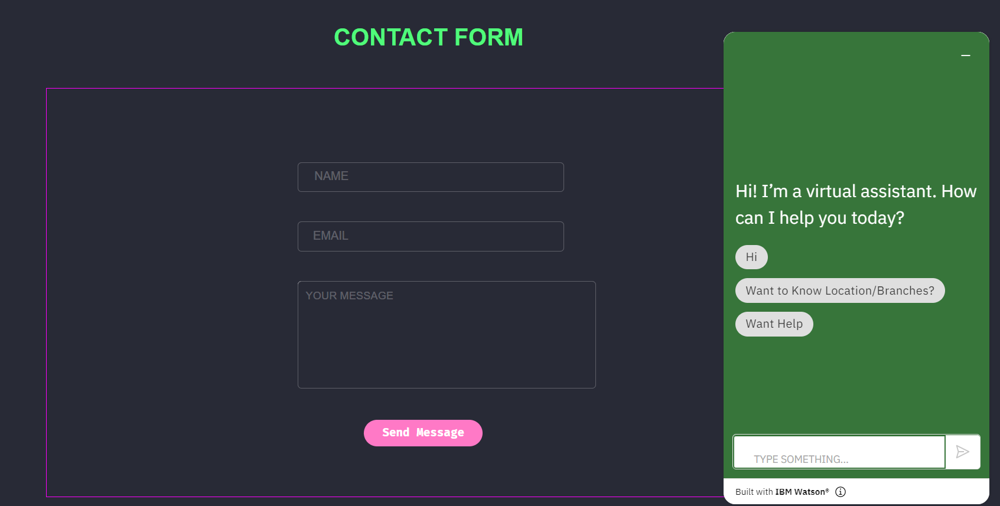 CONTACT FORM
NAME
EMAIL
YOUR MESSAGE
Send Message
Hi! I’m a virtual assistant. How
can I help you today?
Hi
Want to Know Location/Branches?
Want Help
TYPE SOMETHING...
Built with IBM Watson®